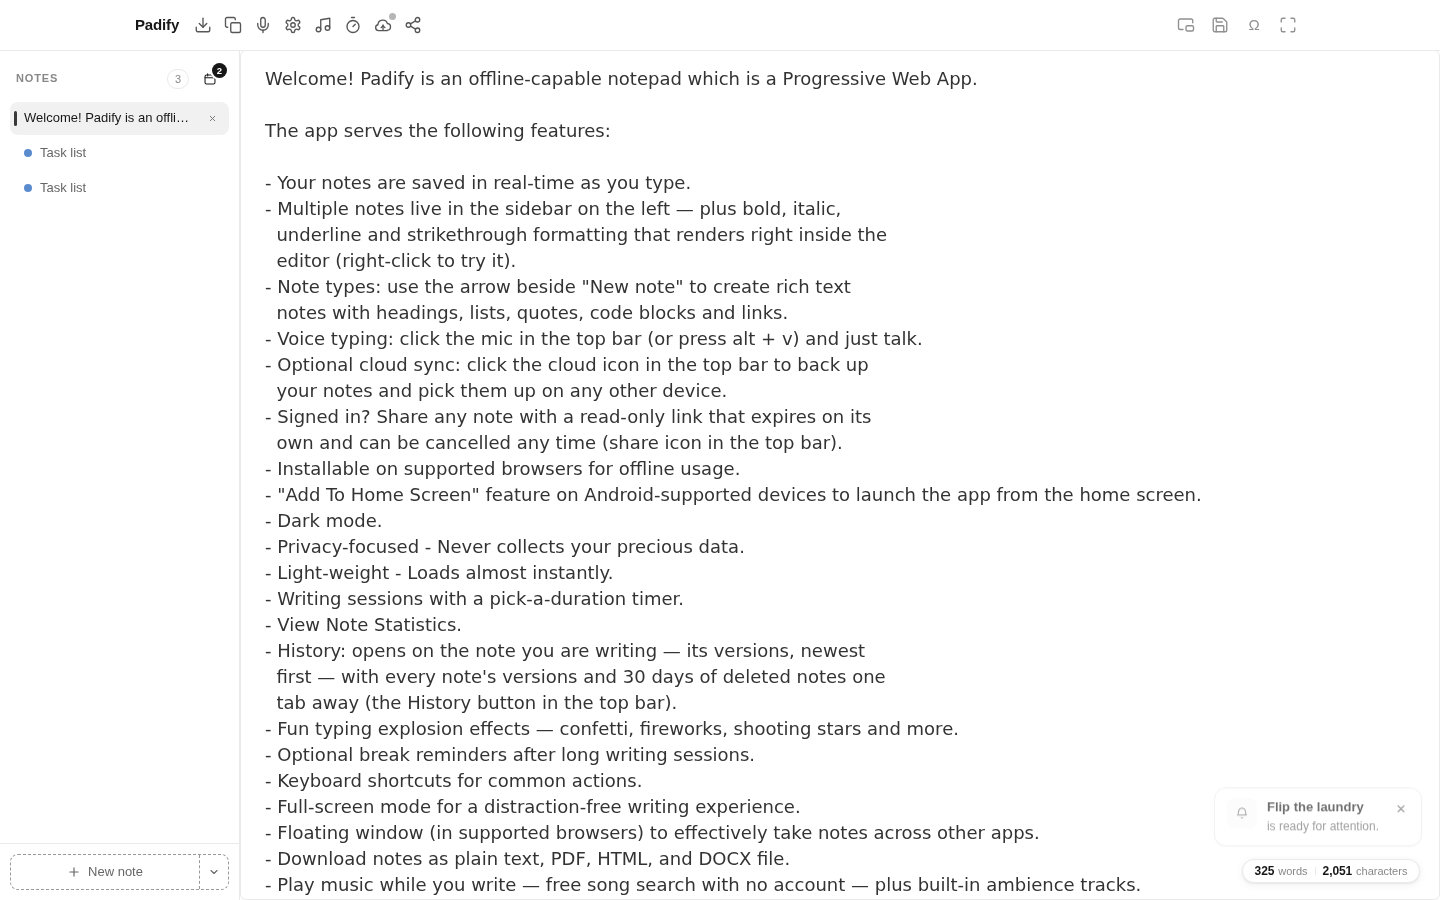 Padify
Ω
NOTES
3
2
Welcome! Padify is an offli…
Task list
Task list
New note
Welcome! Padify is an offline-capable notepad which is a Progressive Web App.
The app serves the following features:
- Your notes are saved in real-time as you type.
- Multiple notes live in the sidebar on the left — plus bold, italic,
underline and strikethrough formatting that renders right inside the
editor (right-click to try it).
- Note types: use the arrow beside "New note" to create rich text
notes with headings, lists, quotes, code blocks and links.
- Voice typing: click the mic in the top bar (or press alt + v) and just talk.
- Optional cloud sync: click the cloud icon in the top bar to back up
your notes and pick them up on any other device.
- Signed in? Share any note with a read-only link that expires on its
own and can be cancelled any time (share icon in the top bar).
- Installable on supported browsers for offline usage.
- "Add To Home Screen" feature on Android-supported devices to launch the app from the home screen.
- Dark mode.
- Privacy-focused - Never collects your precious data.
- Light-weight - Loads almost instantly.
- Writing sessions with a pick-a-duration timer.
- View Note Statistics.
- History: opens on the note you are writing — its versions, newest
first — with every note's versions and 30 days of deleted notes one
tab away (the History button in the top bar).
- Fun typing explosion effects — confetti, fireworks, shooting stars and more.
- Optional break reminders after long writing sessions.
- Keyboard shortcuts for common actions.
- Full-screen mode for a distraction-free writing experience.
- Floating window (in supported browsers) to effectively take notes across other apps.
- Download notes as plain text, PDF, HTML, and DOCX file.
- Play music while you write — free song search with no account — plus built-in ambience tracks.
Flip the laundry
is ready for attention.
325 words 2,051 characters